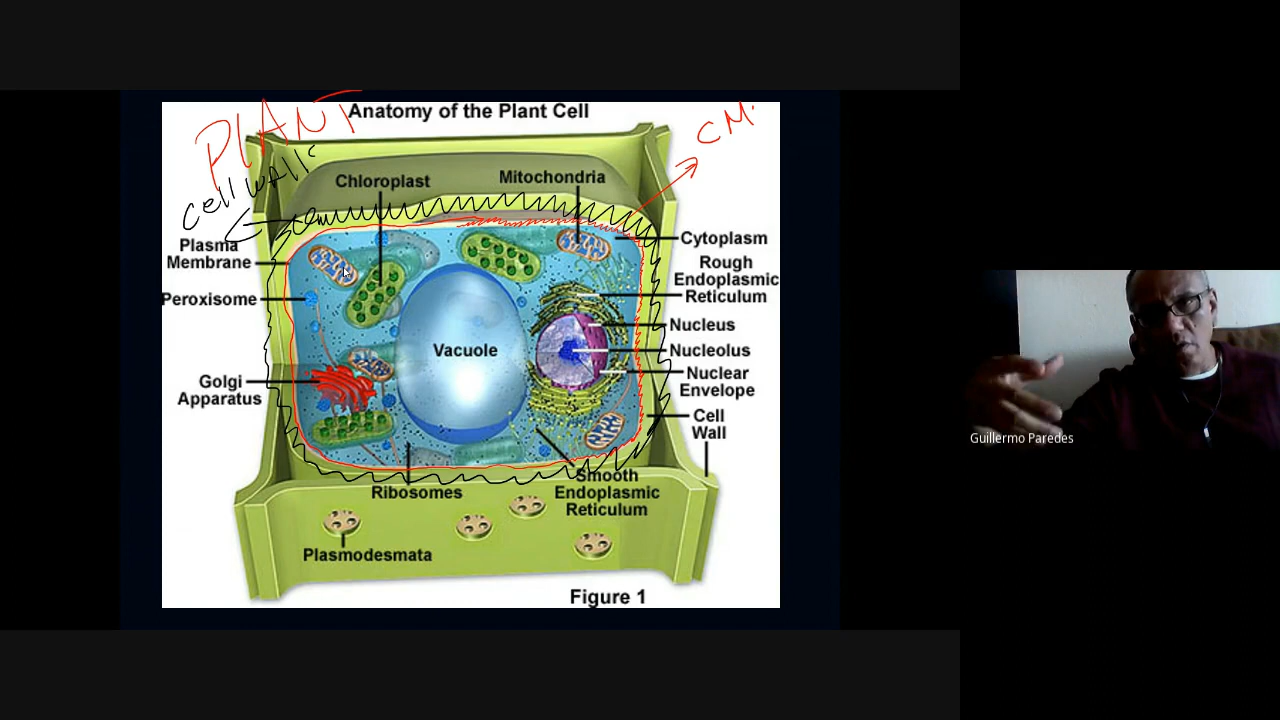 Anatomy of the Plant Cell
PLANT
C M.
cell wall
Chloroplast
Mitochondria
Plasma
Membrane
Cytoplasm
Rough
Endoplasmic
Reticulum
Peroxisome
Nucleus
Vacuole
Nucleolus
Nuclear
Envelope
Golgi
Apparatus
Cell
Wall
Ribosomes
Smooth
Endoplasmic
Reticulum
Plasmodesmata
Figure 1
Guillermo Paredes